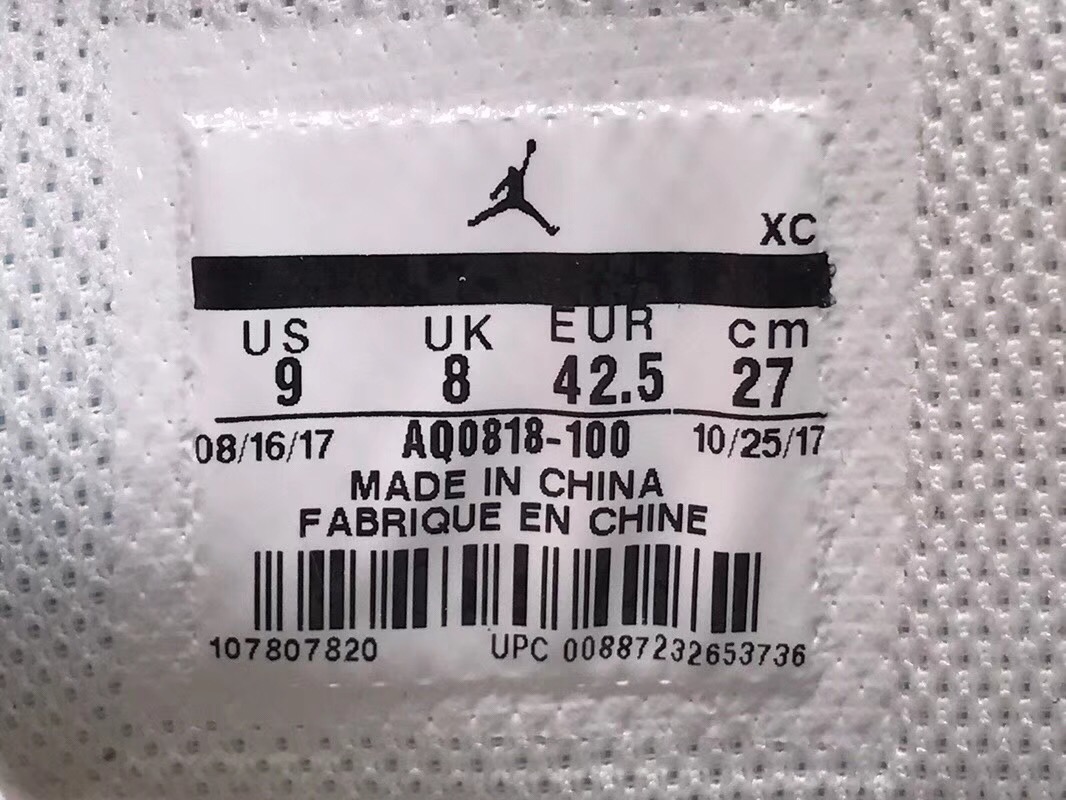 XC
US UK EUR cm
9 8 42.5 27
08/16/17 AQ0818-100 10/25/17
MADE IN CHINA
FABRIQUE EN CHINE
107807820 UPC 00887232653736